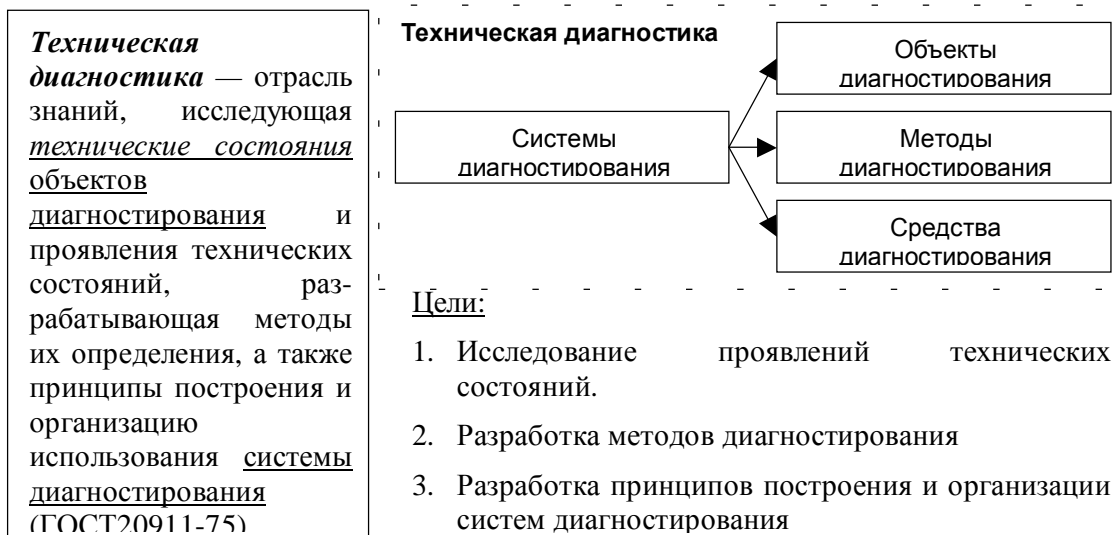 Техническая
диагностика — отрасль
знаний, исследующая
технические состояния
объектов
диагностирования и
проявления технических
состояний, раз-
рабатывающая методы
их определения, а также
принципы построения и
организацию
использования системы
диагностирования
(ГОСТ20911-75)
Техническая диагностика
Системы
диагностирования
Объекты
диагностирования
Методы
диагностирования
Средства
диагностирования
Цели:
1. Исследование проявлений технических
состояний.
2. Разработка методов диагностирования
3. Разработка принципов построения и организации
систем диагностирования